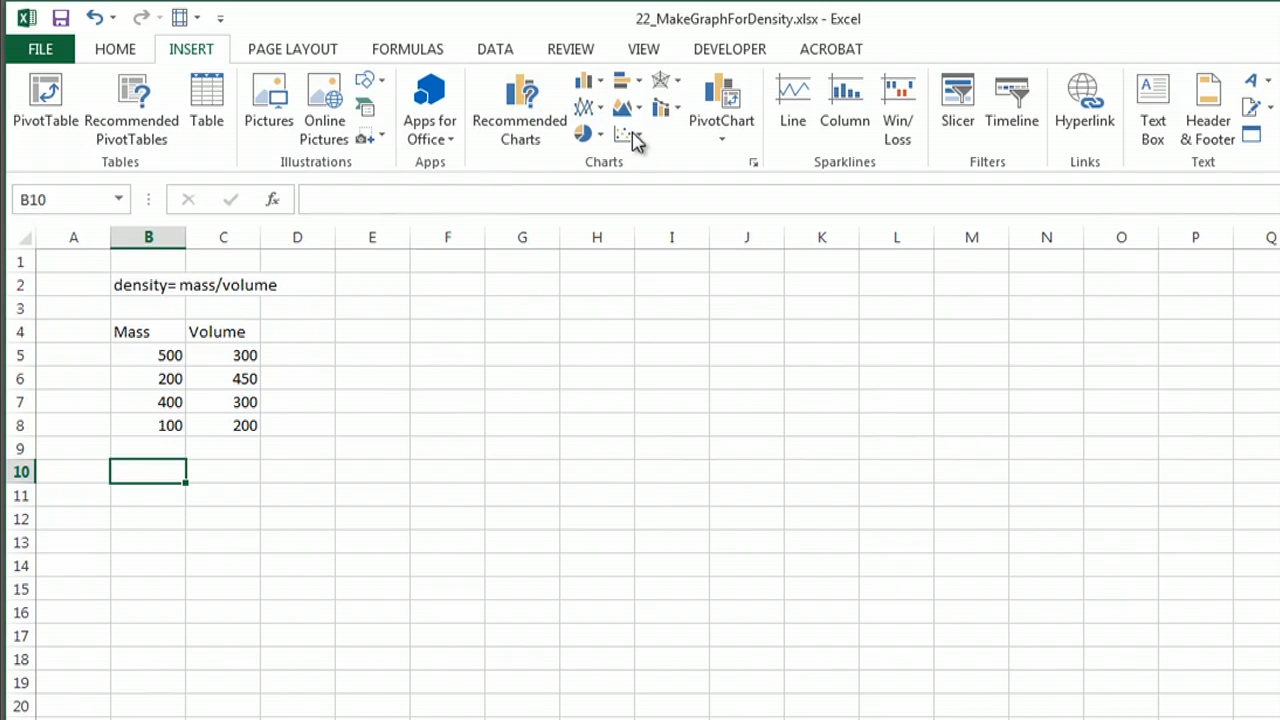 22_MakeGraphForDensity.xlsx - Excel
FILE HOME INSERT PAGE LAYOUT FORMULAS DATA REVIEW VIEW DEVELOPER ACROBAT
PivotTable Recommended PivotTables Table Pictures Online Pictures Apps for Office Recommended Charts PivotChart Line Column Win/Loss Slicer Timeline Hyperlink Text Box Header & Footer
Tables Illustrations Apps Charts Sparklines Filters Links Text
B10 fx
A B C D E F G H I J K L M N O P Q
1
2 density= mass/volume
3
4 Mass Volume
5 500 300
6 200 450
7 400 300
8 100 200
9
10
11
12
13
14
15
16
17
18
19
20